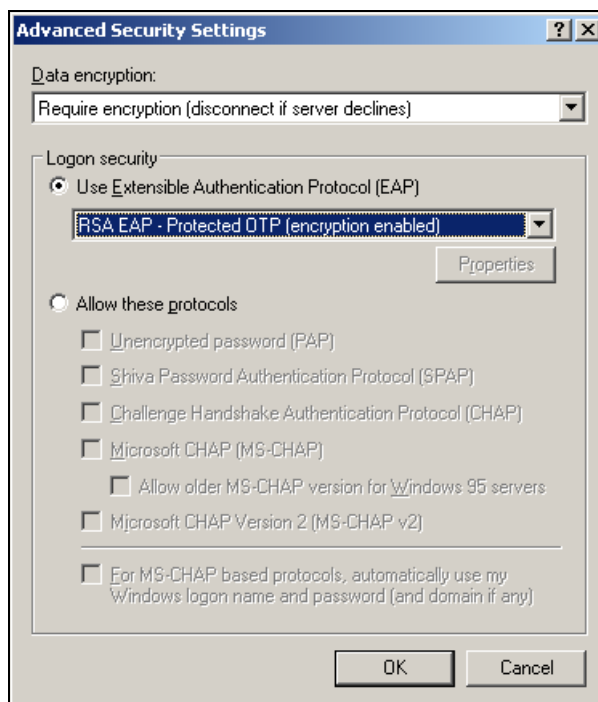 Advanced Security Settings
Data encryption:
Require encryption (disconnect if server declines)
Logon security
Use Extensible Authentication Protocol (EAP)
RSA EAP - Protected OTP (encryption enabled)
Properties
Allow these protocols
Unencrypted password (PAP)
Shiva Password Authentication Protocol (SPAP)
Challenge Handshake Authentication Protocol (CHAP)
Microsoft CHAP (MS-CHAP)
Allow older MS-CHAP version for Windows 95 servers
Microsoft CHAP Version 2 (MS-CHAP v2)
For MS-CHAP based protocols, automatically use my
Windows logon name and password (and domain if any)
OK Cancel